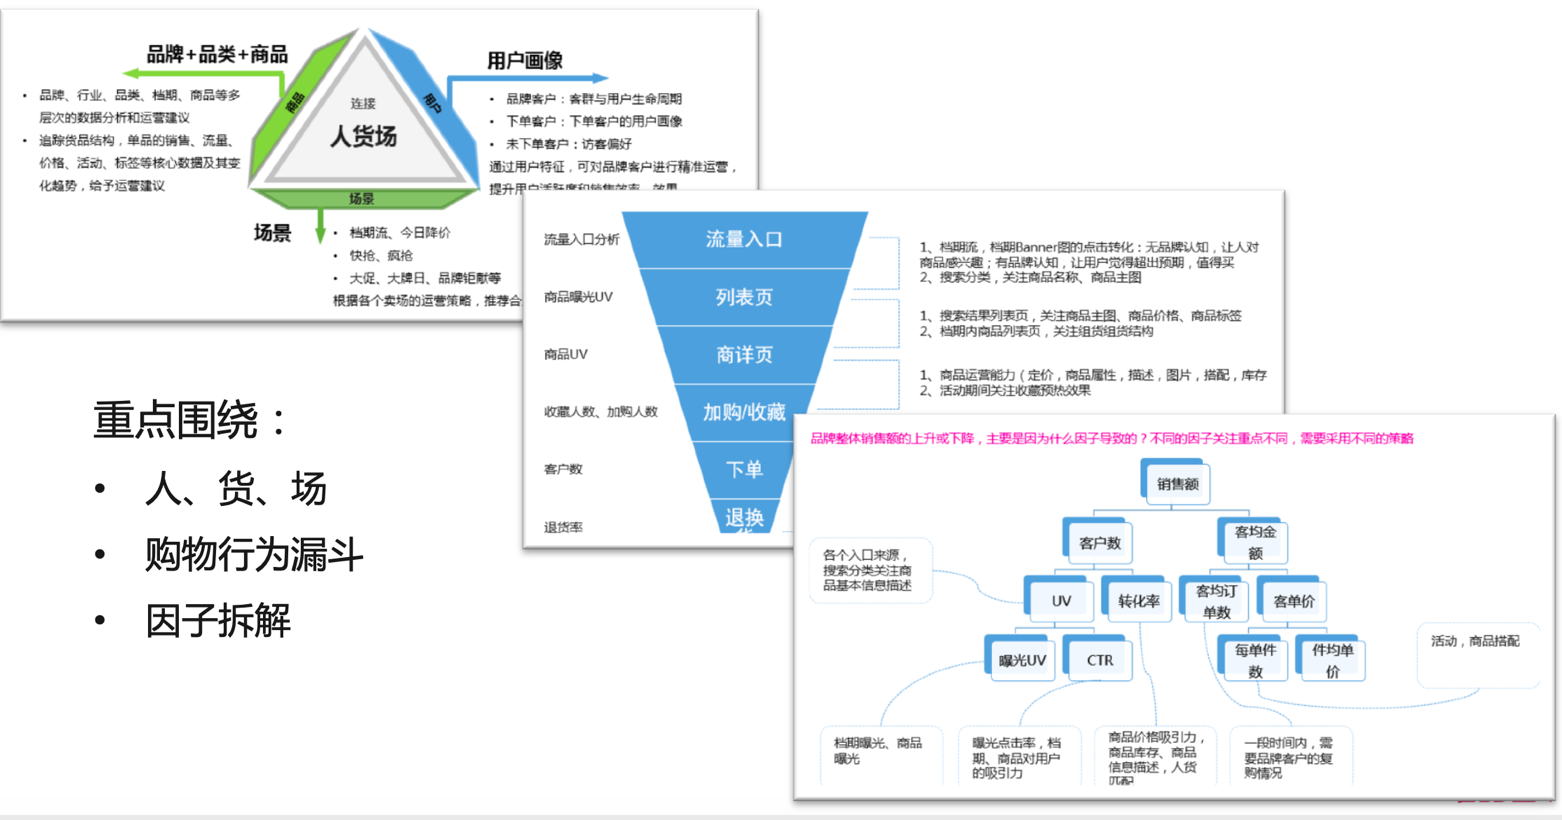 品牌+品类+商品
• 品牌、行业、品类、档期、商品等多
层次的数据分析和运营建议
• 追踪货品结构，单品的销售、流量、
价格、活动、标签等核心数据及其变
化趋势，给予运营建议
商品
连接
人货场
用户
场景
用户画像
• 品牌客户：客群与用户生命周期
• 下单客户：下单客户的用户画像
• 未下单客户：访客偏好
通过用户特征，可对品牌客户进行精准运营，
提升用户活跃度和销售效率、效果
场景
• 档期流、今日降价
• 快抢、疯抢
• 大促、大牌日、品牌钜献等
根据各个卖场的运营策略，推荐合
重点围绕：
• 人、货、场
• 购物行为漏斗
• 因子拆解
流量入口分析
商品曝光UV
商品UV
收藏人数、加购人数
客户数
退货率
流量入口
列表页
商详页
加购/收藏
下单
退换
1、档期流，档期Banner图的点击转化：无品牌认知，让人对
商品感兴趣；有品牌认知，让用户觉得超出预期，值得买
2、搜索分类，关注商品名称、商品主图
1、搜索结果列表页，关注商品主图、商品价格、商品标签
2、档期内商品列表页，关注组货组货结构
1、商品运营能力（定价，商品属性，描述，图片，搭配，库存
2、活动期间关注收藏预热效果
品牌整体销售额的上升或下降，主要是因为什么因子导致的？不同的因子关注重点不同，需要采用不同的策略
销售额
客户数
客均金
额
UV
转化率
客均订
单数
客单价
曝光UV
CTR
每单件
数
件均单
价
各个入口来源，
搜索分类关注商
品基本信息描述
活动，商品搭配
档期曝光、商品
曝光
曝光点击率，档
期、商品对用户
的吸引力
商品价格吸引力，
商品库存、商品
信息描述，人货
匹配
一段时间内，需
要品牌客户的复
购情况